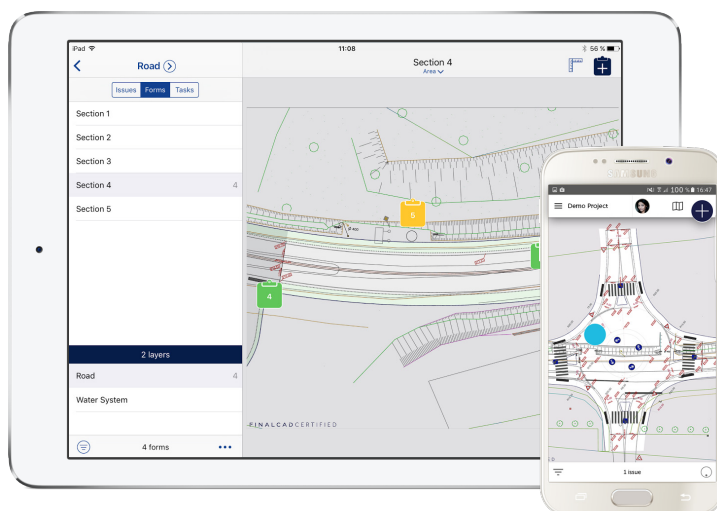 iPad 11:08 56 %
Road
Section 4
Area
Issues Forms Tasks
Section 1
Section 2
Section 3
Section 4 4
Section 5
2 layers
Road 4
Water System
4 forms
5
4
FINALCADCERTIFIED
SAMSUNG
100 % 16:47
Demo Project
1 issue